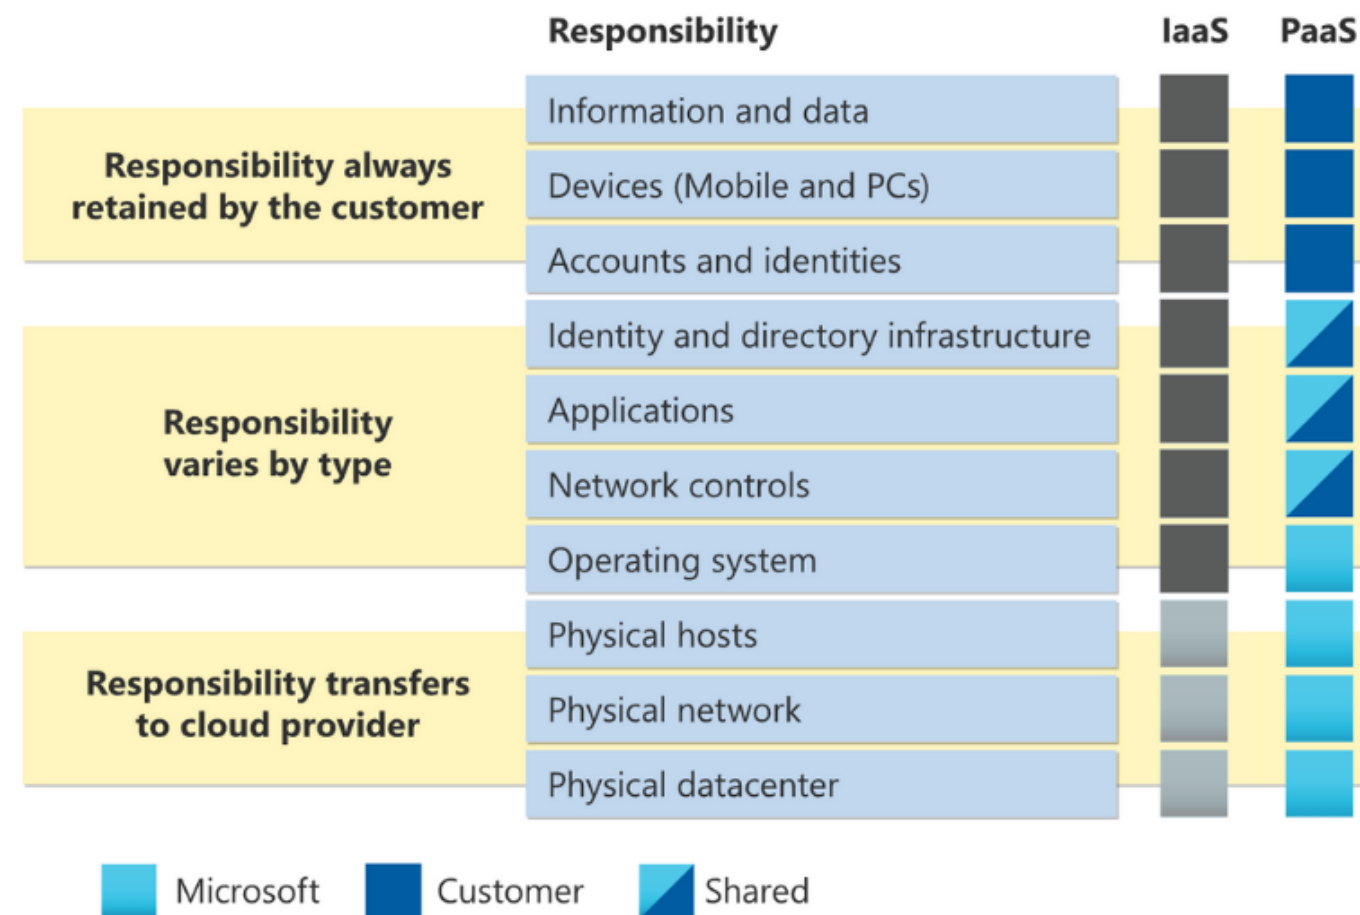 Responsibility IaaS PaaS
Information and data
Responsibility always
retained by the customer
Devices (Mobile and PCs)
Accounts and identities
Identity and directory infrastructure
Responsibility
varies by type
Applications
Network controls
Operating system
Physical hosts
Responsibility transfers
to cloud provider
Physical network
Physical datacenter
Microsoft Customer Shared